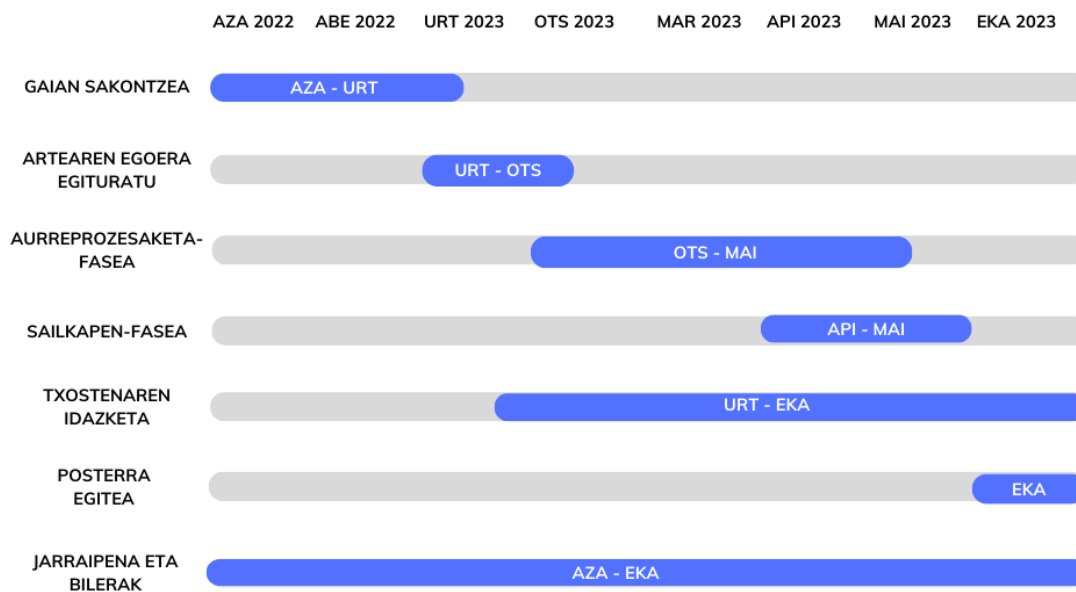 AZA 2022 ABE 2022 URT 2023 OTS 2023 MAR 2023 API 2023 MAI 2023 EKA 2023
GAIAN SAKONTZEA
AZA - URT
ARTEAREN EGOERA
EGITURATU
URT - OTS
AURREPROZESAKETA-
FASEA
OTS - MAI
SAILKAPEN-FASEA
API - MAI
TXOSTENAREN
IDAZKETA
URT - EKA
POSTERRA
EGITEA
EKA
JARRAIPENA ETA
BILERAK
AZA - EKA